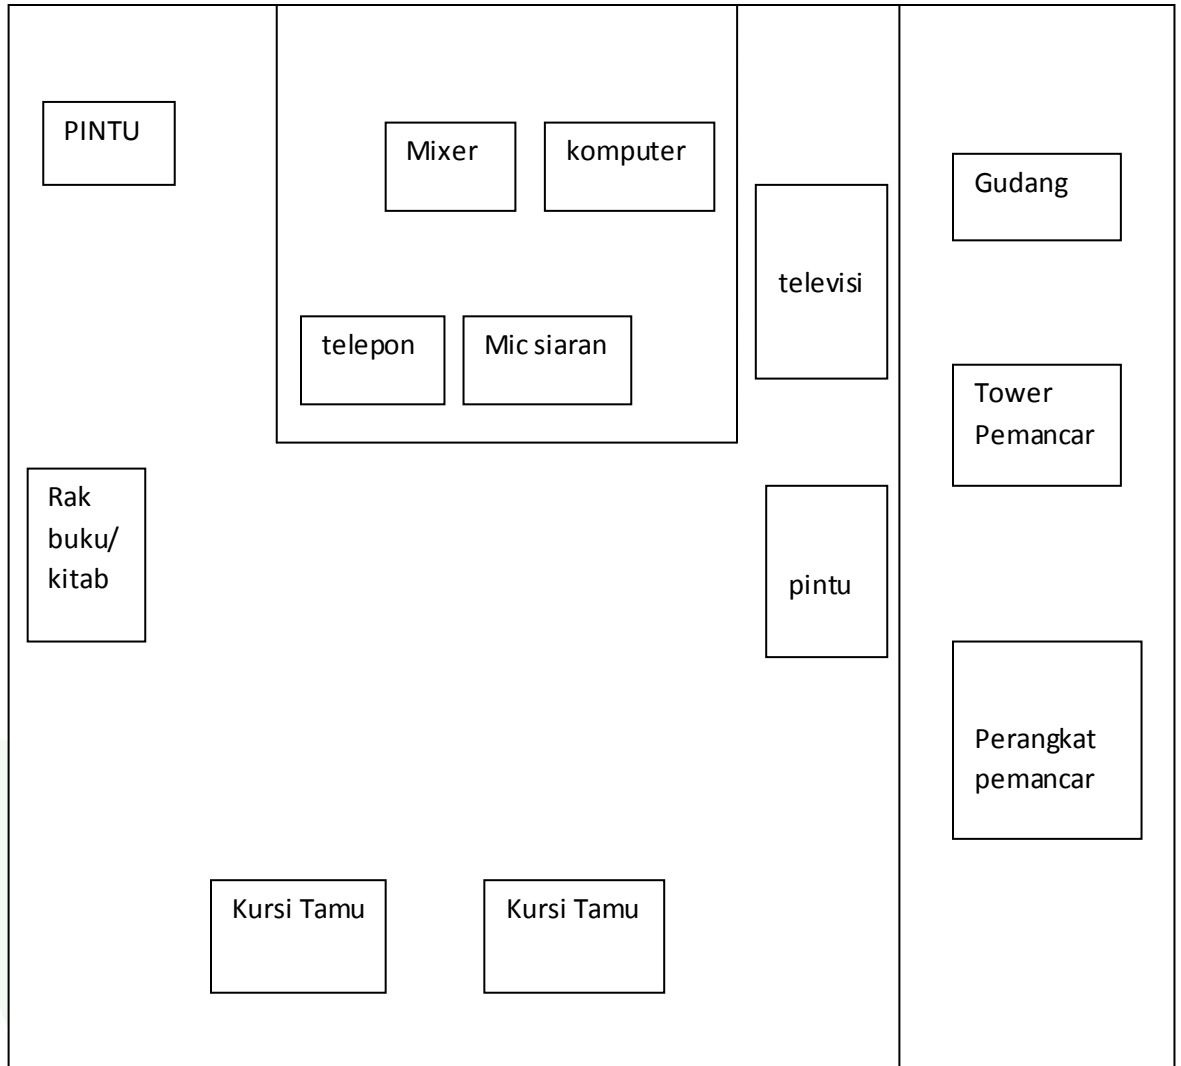 PINTU
Mixer
komputer
Gudang
televisi
telepon
Mic siaran
Tower
Pemancar
Rak
buku/
kitab
pintu
Perangkat
pemancar
Kursi Tamu
Kursi Tamu